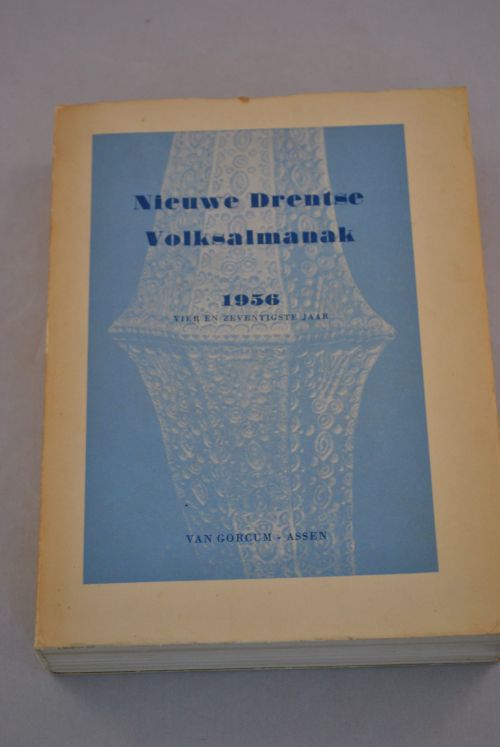 Nieuwe Drentse
Volksalmanak
1956
VIER EN ZEVENTIGSTE JAAR
VAN GORCUM - ASSEN